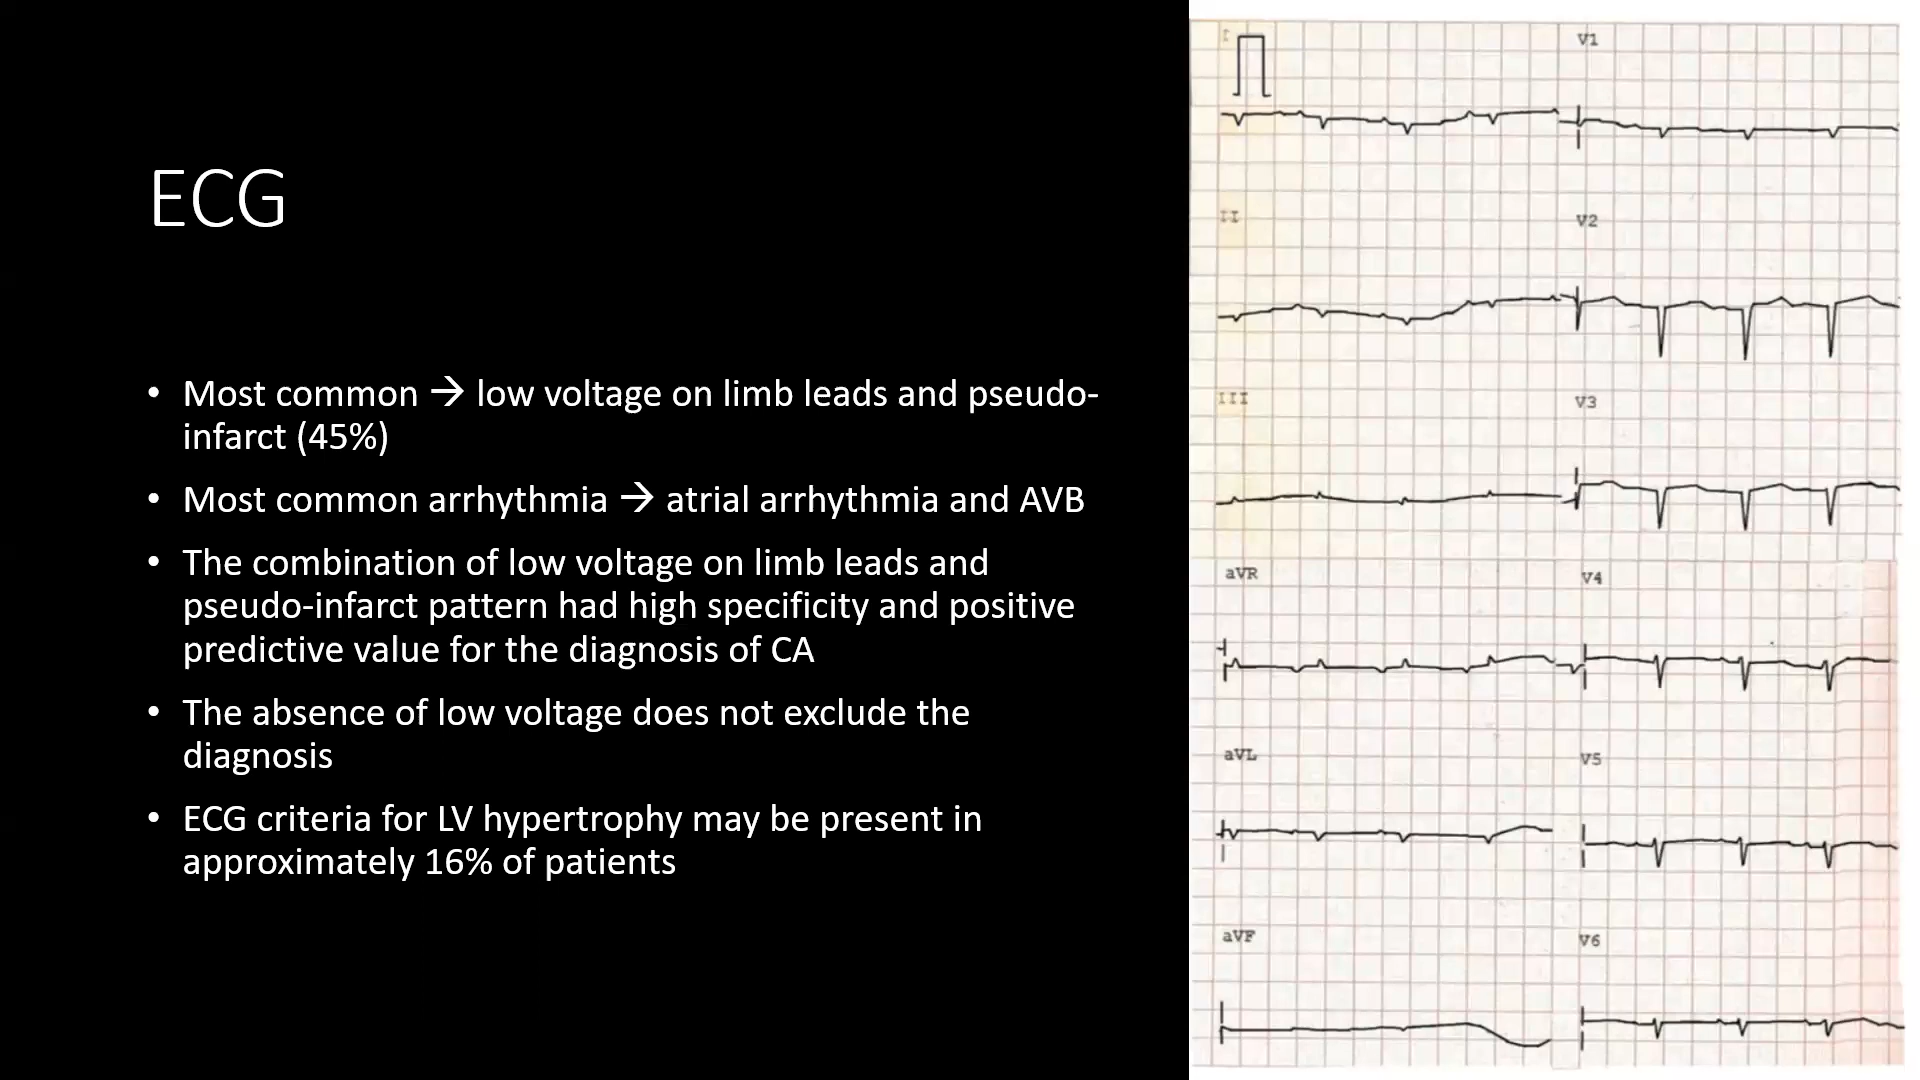 ECG
• Most common → low voltage on limb leads and pseudo-
infarct (45%)
• Most common arrhythmia → atrial arrhythmia and AVB
• The combination of low voltage on limb leads and
pseudo-infarct pattern had high specificity and positive
predictive value for the diagnosis of CA
• The absence of low voltage does not exclude the
diagnosis
• ECG criteria for LV hypertrophy may be present in
approximately 16% of patients
I
V1
II
V2
III
V3
aVR
V4
aVL
V5
aVF
V6